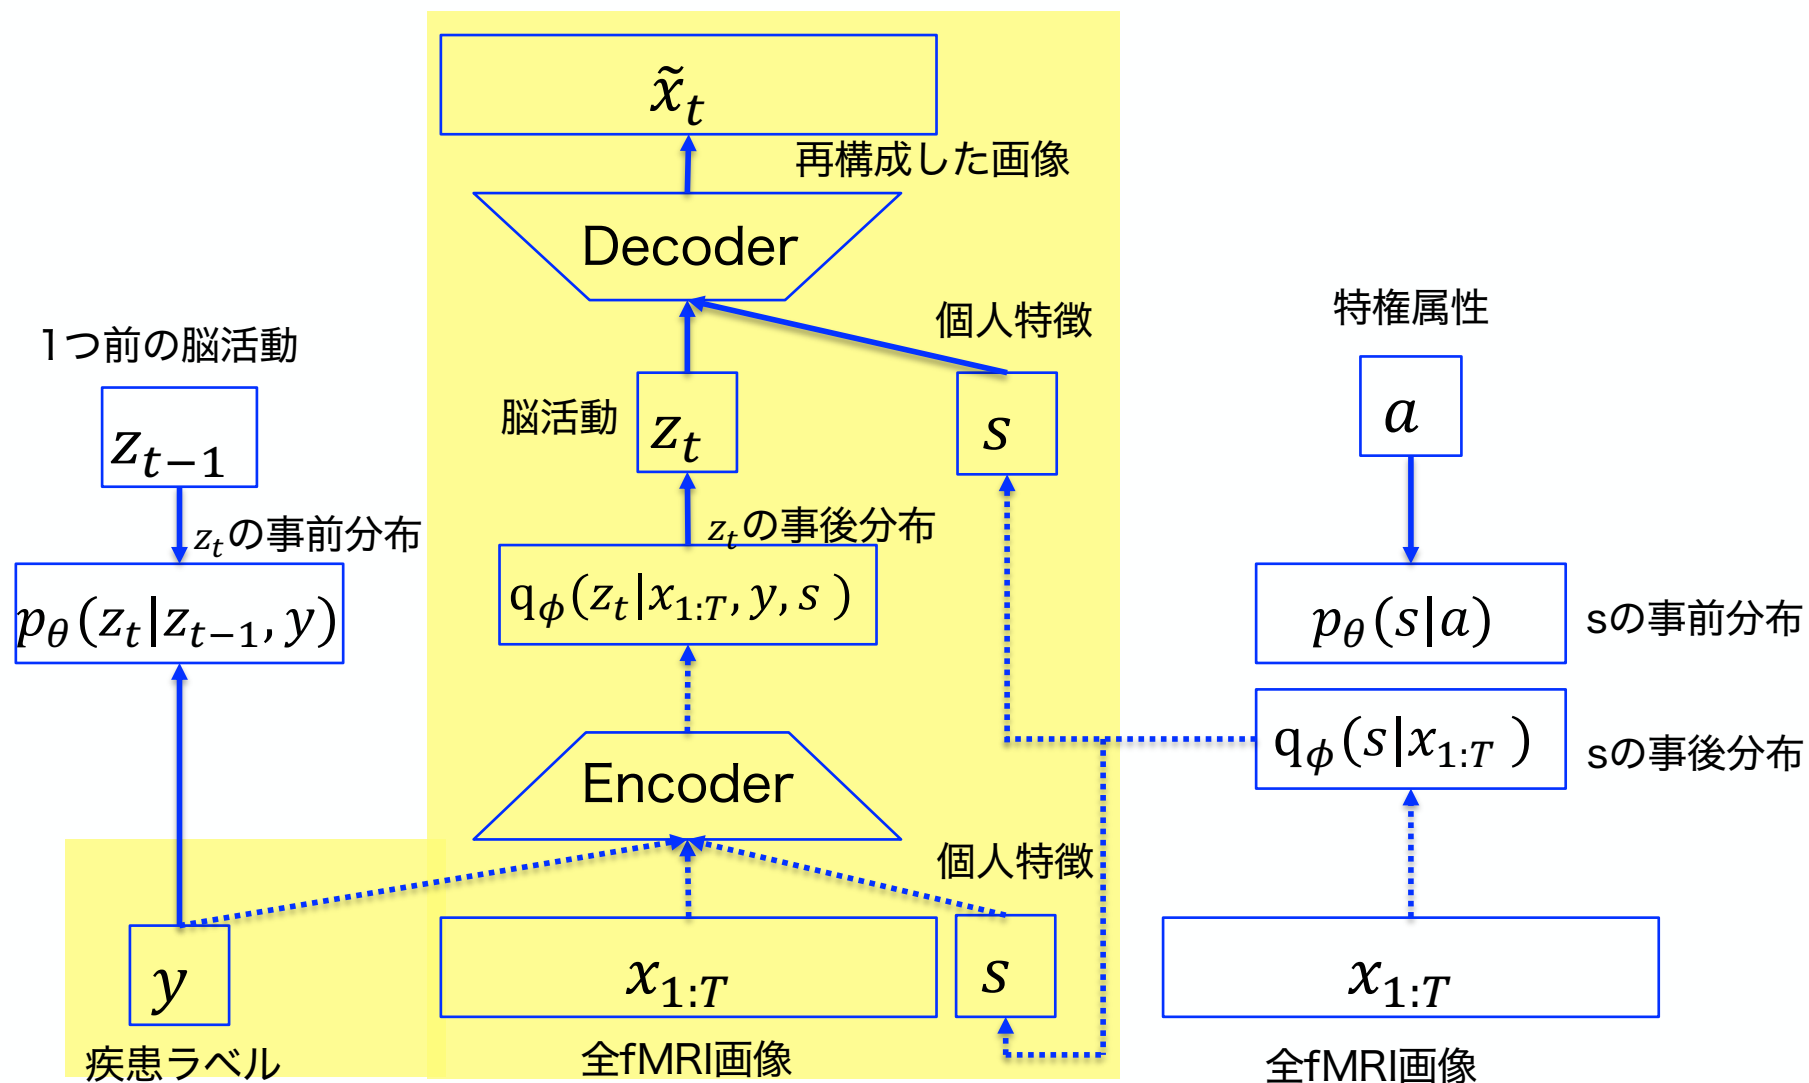 x̃_t
再構成した画像
Decoder
個人特徴
特権属性
1つ前の脳活動
z_{t−1}
脳活動
z_t
s
a
z_tの事前分布
z_tの事後分布
p_θ(z_t|z_{t−1}, y)
q_ϕ(z_t|x_{1:T}, y, s )
p_θ(s|a)
sの事前分布
q_ϕ(s|x_{1:T} )
sの事後分布
Encoder
個人特徴
y
x_{1:T}
s
x_{1:T}
疾患ラベル
全fMRI画像
全fMRI画像